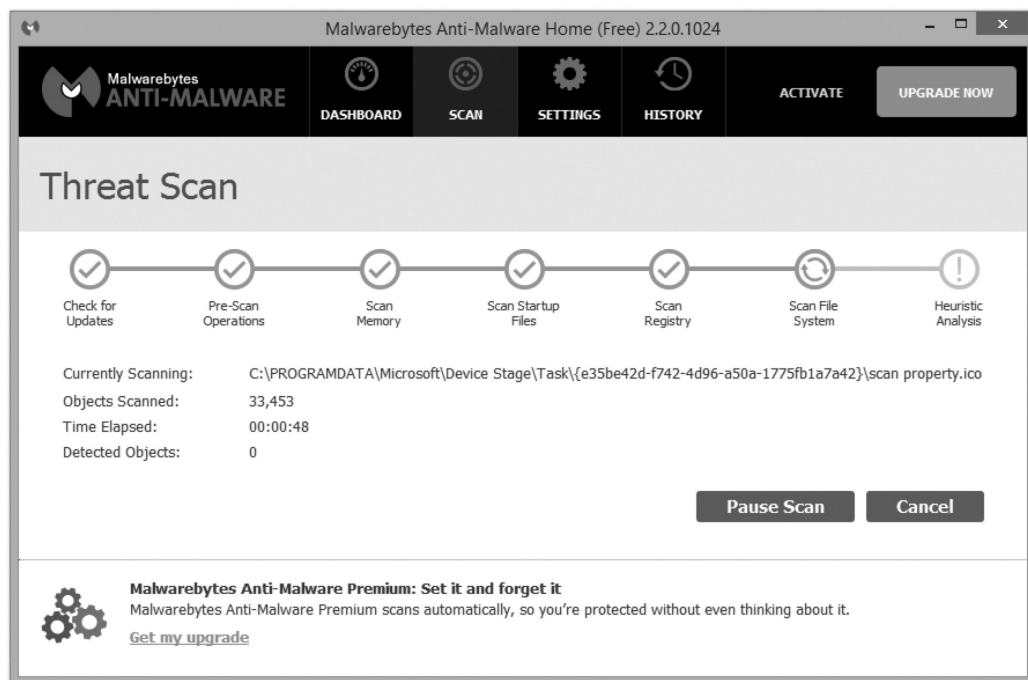 Malwarebytes Anti-Malware Home (Free) 2.2.0.1024
Malwarebytes
ANTI-MALWARE
DASHBOARD
SCAN
SETTINGS
HISTORY
ACTIVATE
UPGRADE NOW
Threat Scan
Check for
Updates
Pre-Scan
Operations
Scan
Memory
Scan Startup
Files
Scan
Registry
Scan File
System
Heuristic
Analysis
Currently Scanning: C:\PROGRAMDATA\Microsoft\Device Stage\Task\{e35be42d-f742-4d96-a50a-1775fb1a7a42}\scan property.ico
Objects Scanned: 33,453
Time Elapsed: 00:00:48
Detected Objects: 0
Pause Scan
Cancel
Malwarebytes Anti-Malware Premium: Set it and forget it
Malwarebytes Anti-Malware Premium scans automatically, so you're protected without even thinking about it.
Get my upgrade